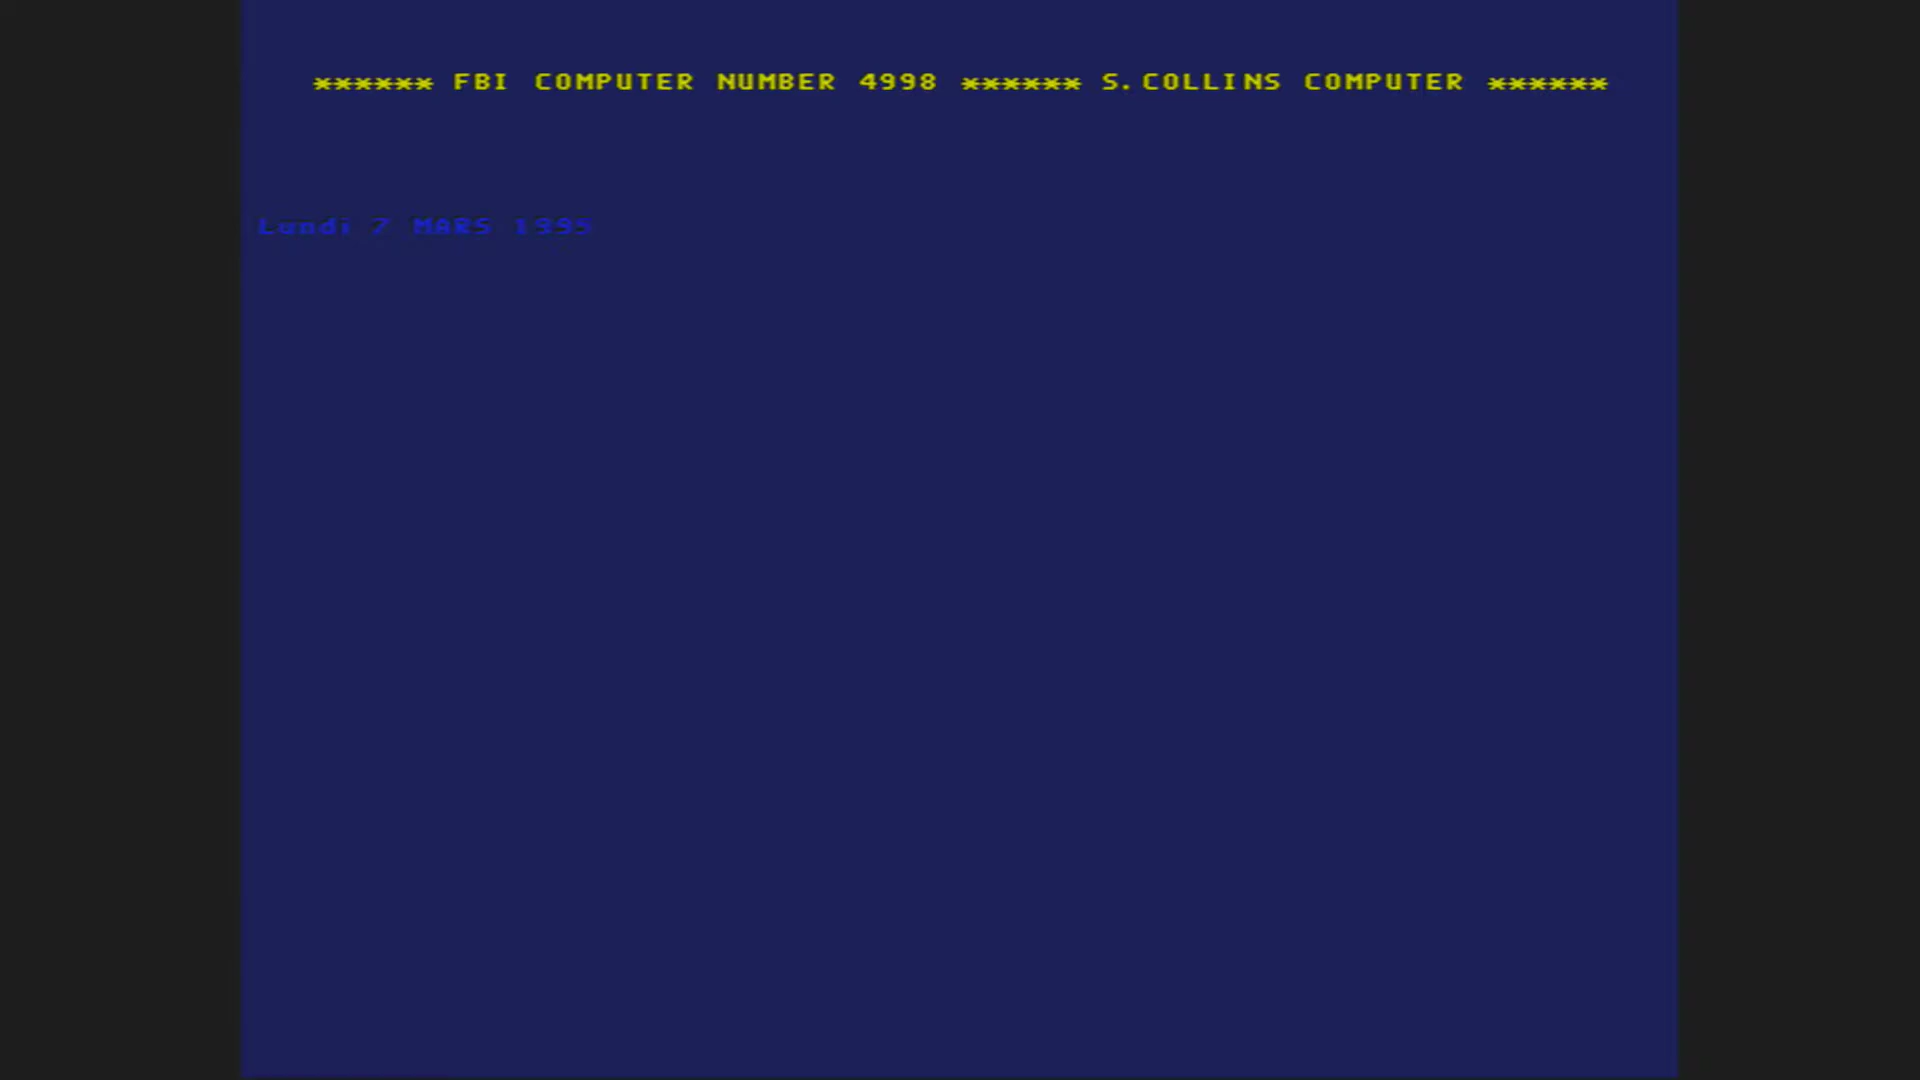 ****** FBI COMPUTER NUMBER 4998 ****** S.COLLINS COMPUTER ******
Lundi 7 MARS 1995